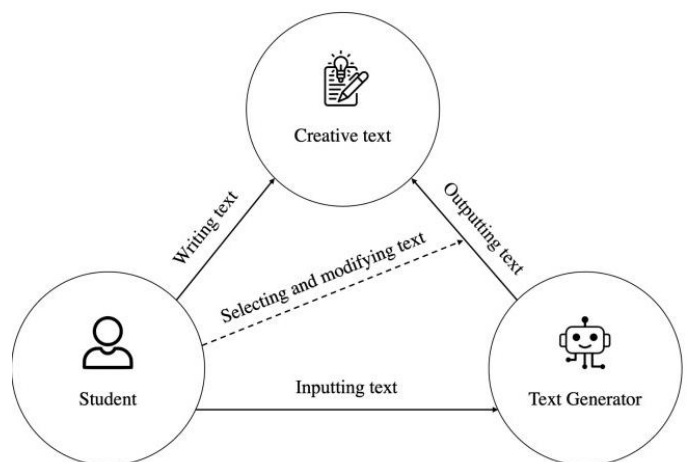 Creative text
Writing text
Outputting text
Selecting and modifying text
Student
Inputting text
Text Generator